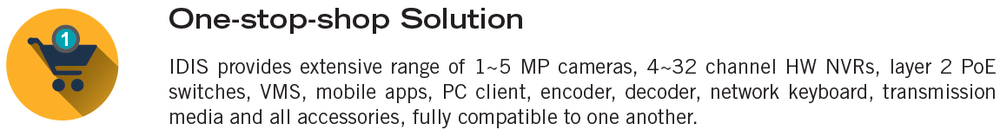 1
One-stop-shop Solution
IDIS provides extensive range of 1~5 MP cameras, 4~32 channel HW NVRs, layer 2 PoE
switches, VMS, mobile apps, PC client, encoder, decoder, network keyboard, transmission
media and all accessories, fully compatible to one another.